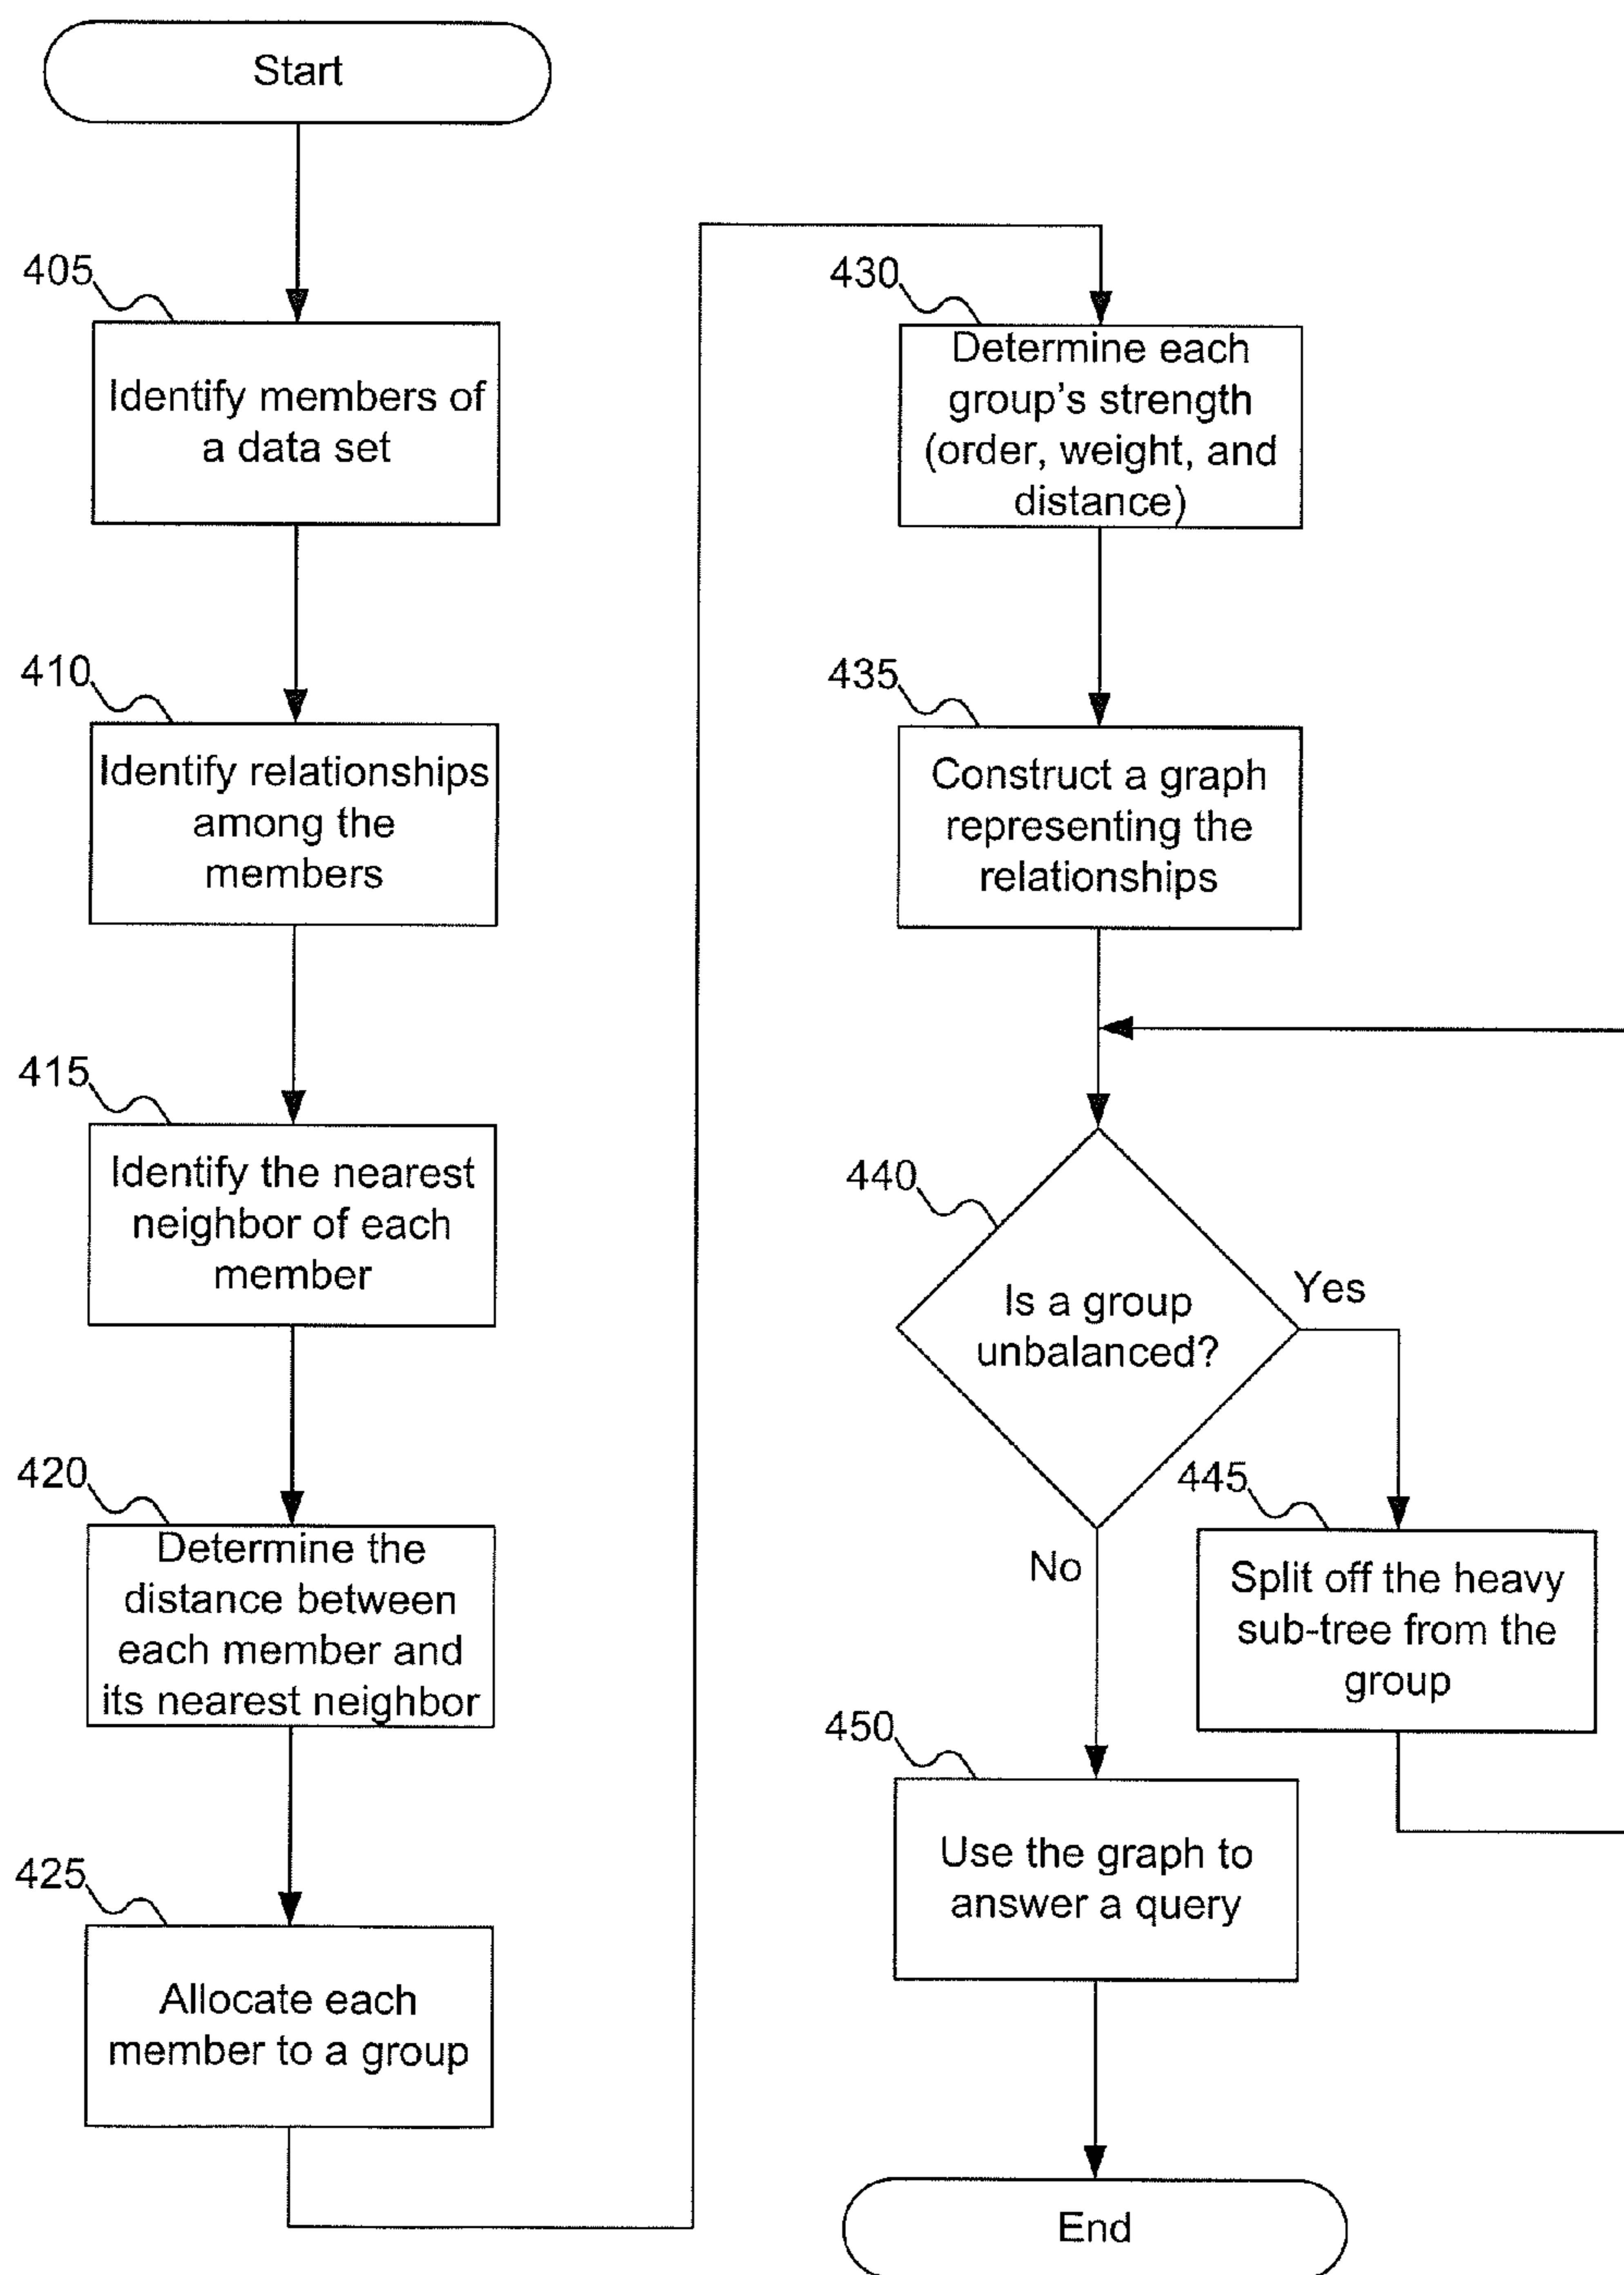 Start
405
Identify members of
a data set
410
Identify relationships
among the
members
415
Identify the nearest
neighbor of each
member
420
Determine the
distance between
each member and
its nearest neighbor
425
Allocate each
member to a group
430
Determine each
group's strength
(order, weight, and
distance)
435
Construct a graph
representing the
relationships
440
Is a group
unbalanced?
Yes
No
445
Split off the heavy
sub-tree from the
group
450
Use the graph to
answer a query
End